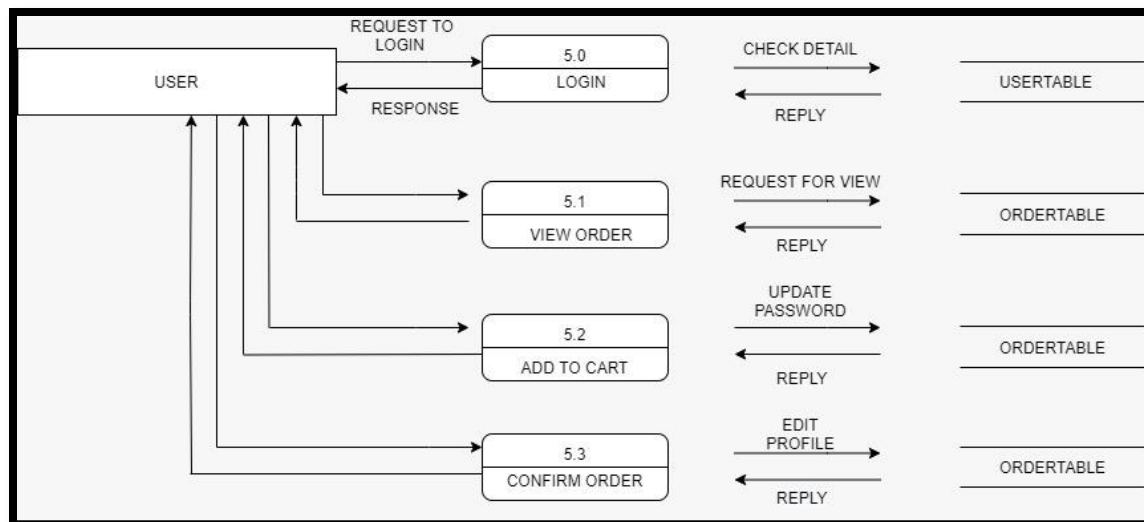 REQUEST TO
LOGIN
USER
RESPONSE
5.0
LOGIN
CHECK DETAIL
REPLY
USERTABLE
5.1
VIEW ORDER
REQUEST FOR VIEW
REPLY
ORDERTABLE
5.2
ADD TO CART
UPDATE
PASSWORD
REPLY
ORDERTABLE
5.3
CONFIRM ORDER
EDIT
PROFILE
REPLY
ORDERTABLE